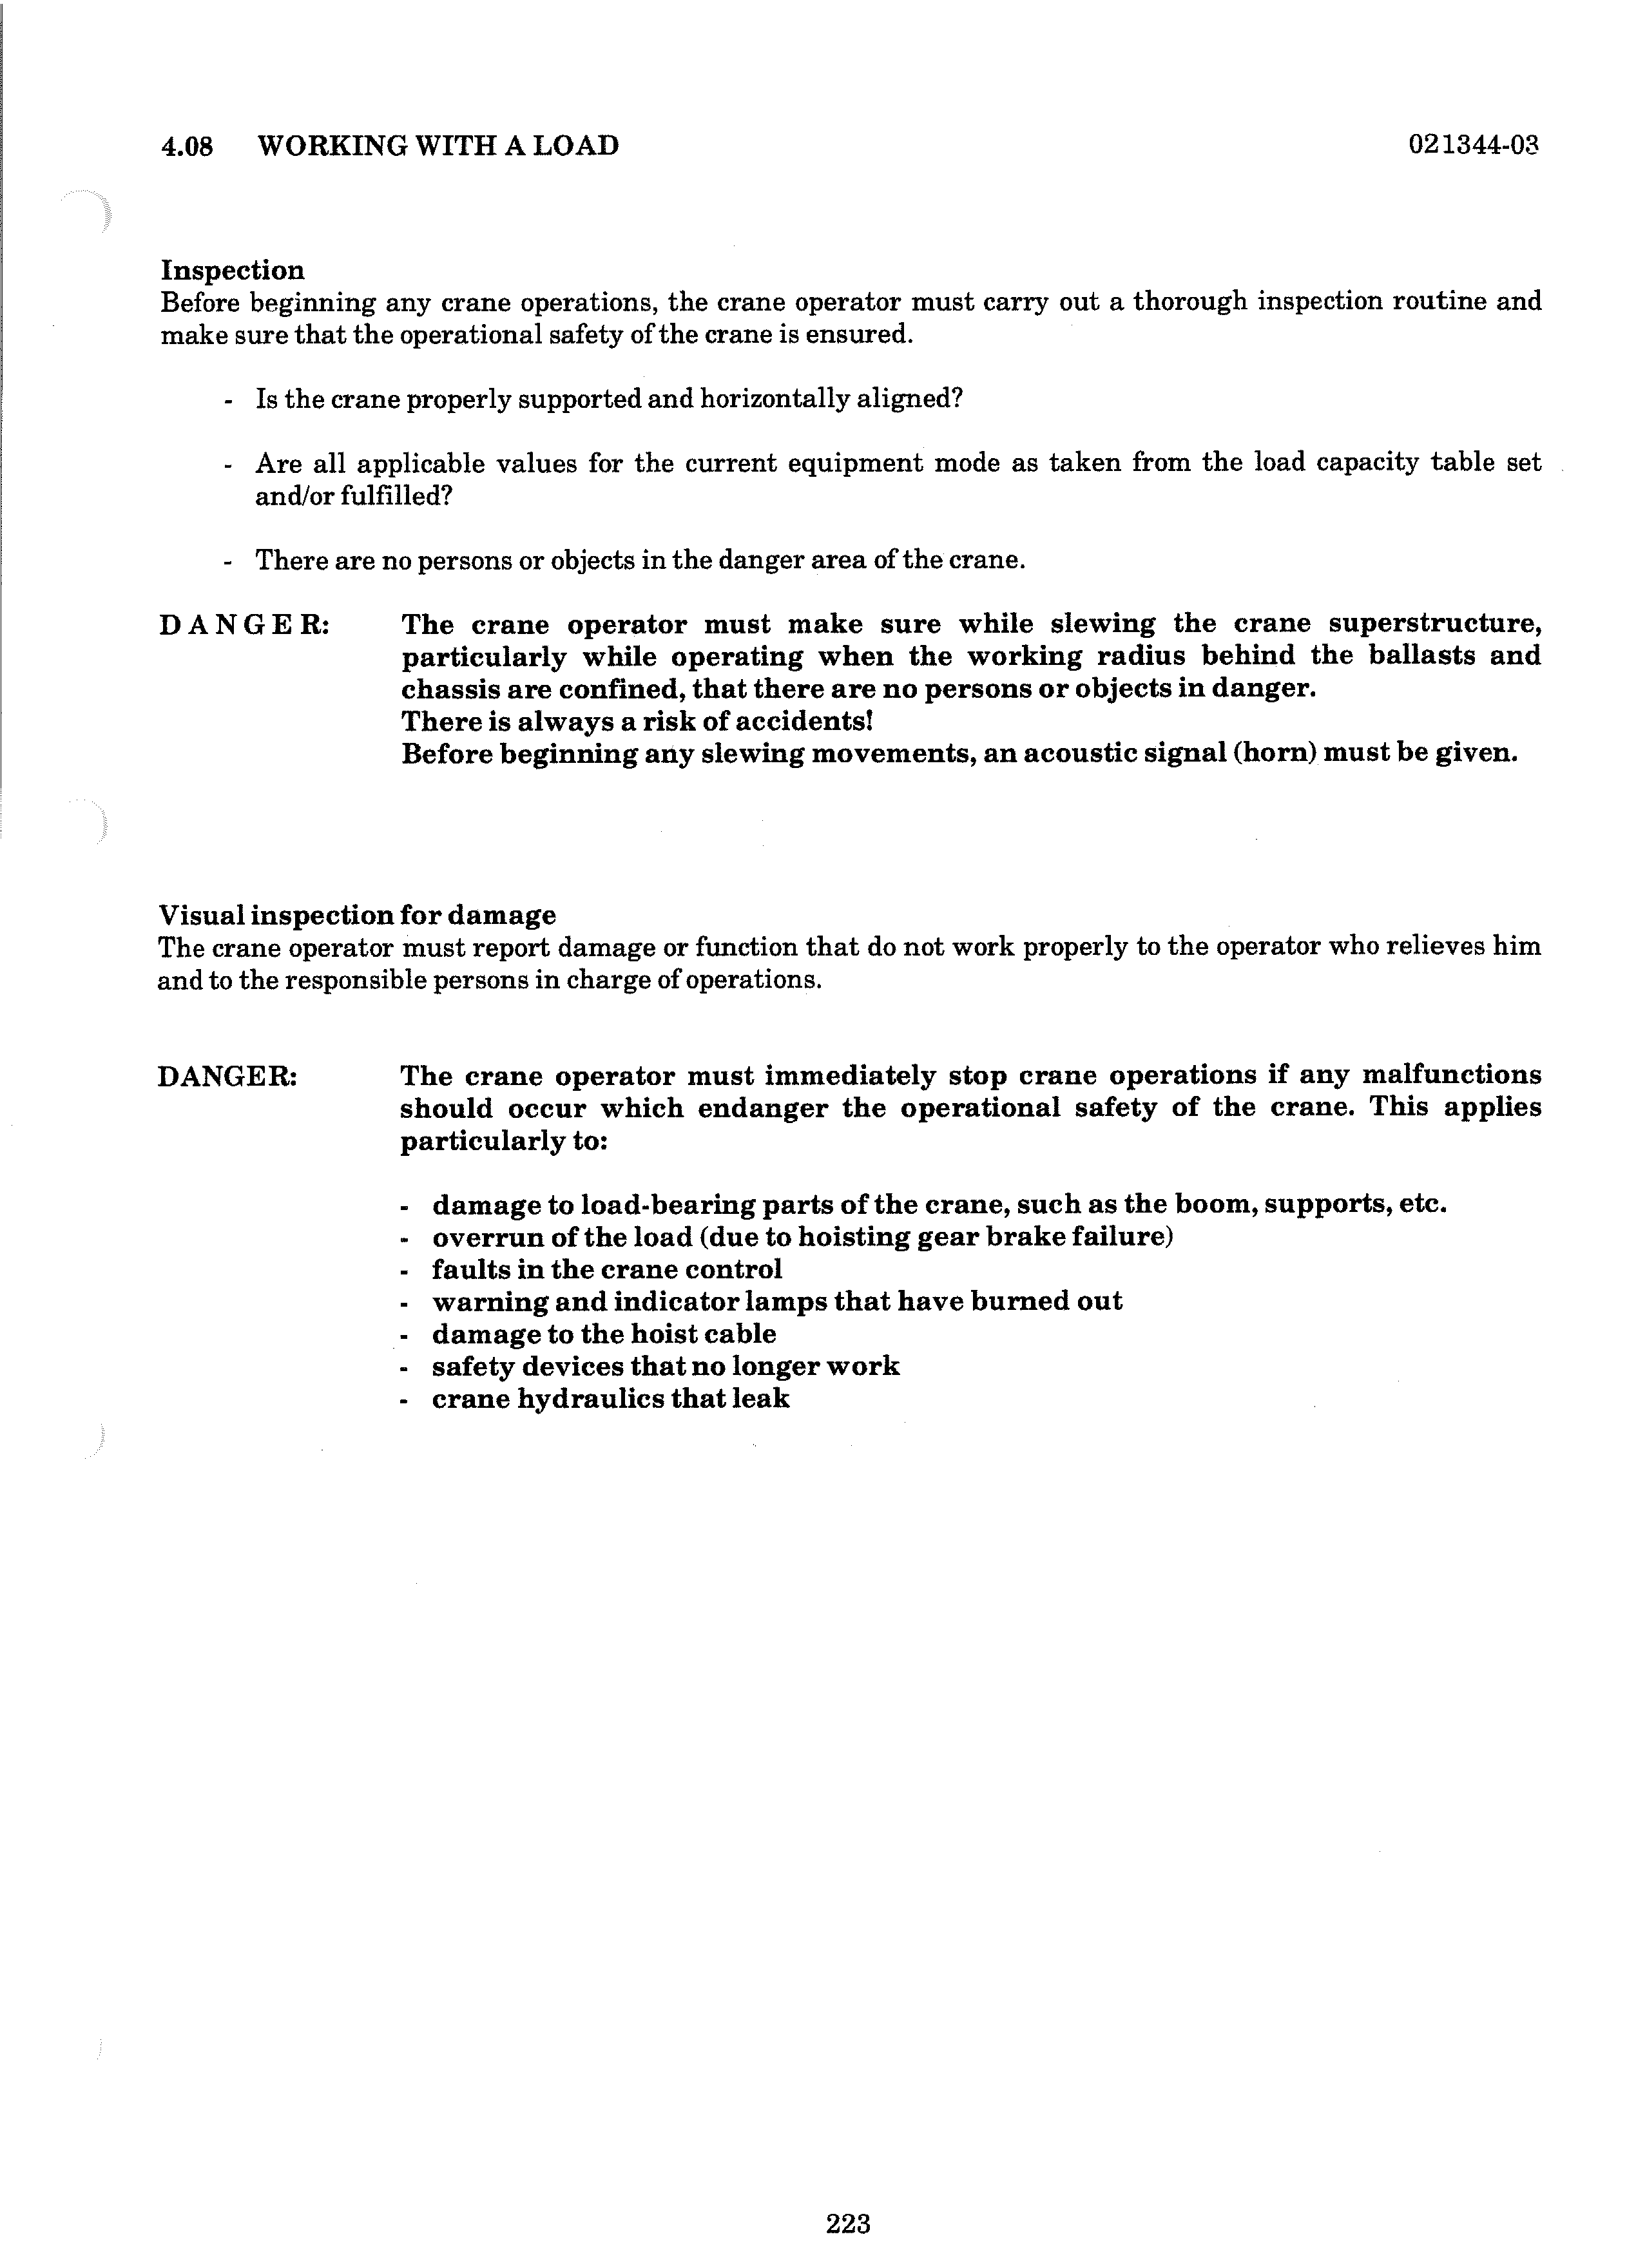 4.08 WORKING WITH A LOAD 021344-03
Inspection
Before beginning any crane operations, the crane operator must carry out a thorough inspection routine and
make sure that the operational safety of the crane is ensured.
- Is the crane properly supported and horizontally aligned?
- Are all applicable values for the current equipment mode as taken from the load capacity table set
and/or fulfilled?
- There are no persons or objects in the danger area of the crane.
D A N G E R: The crane operator must make sure while slewing the crane superstructure,
particularly while operating when the working radius behind the ballasts and
chassis are confined, that there are no persons or objects in danger.
There is always a risk of accidents!
Before beginning any slewing movements, an acoustic signal (horn) must be given.
Visual inspection for damage
The crane operator must report damage or function that do not work properly to the operator who relieves him
and to the responsible persons in charge of operations.
DANGER: The crane operator must immediately stop crane operations if any malfunctions
should occur which endanger the operational safety of the crane. This applies
particularly to:
- damage to load-bearing parts of the crane, such as the boom, supports, etc.
- overrun of the load (due to hoisting gear brake failure)
- faults in the crane control
- warning and indicator lamps that have burned out
- damage to the hoist cable
- safety devices that no longer work
- crane hydraulics that leak
223